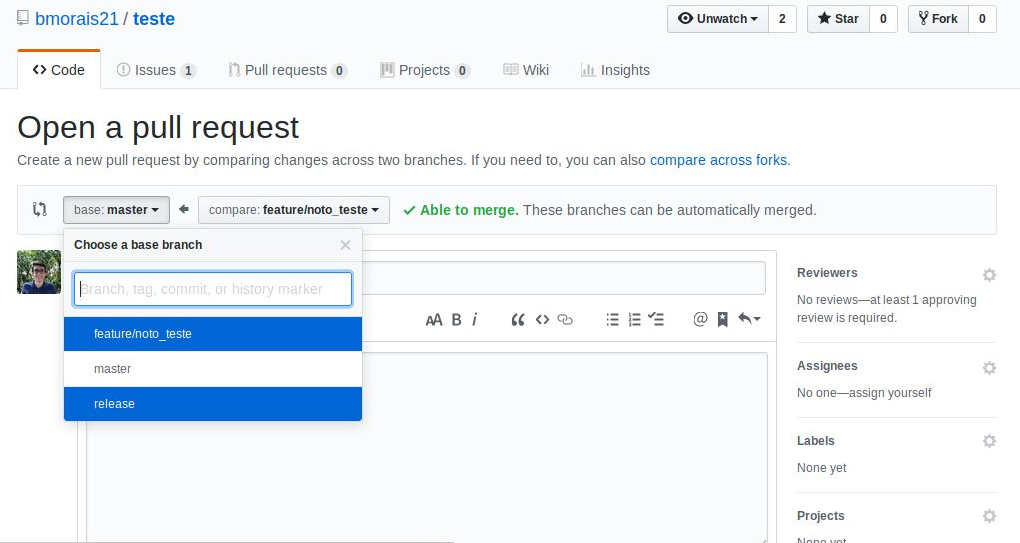 bmorais21 / teste
Unwatch 2 Star 0 Fork 0
Code Issues 1 Pull requests 0 Projects 0 Wiki Insights
Open a pull request
Create a new pull request by comparing changes across two branches. If you need to, you can also compare across forks.
base: master compare: feature/noto_teste Able to merge. These branches can be automatically merged.
Choose a base branch
Branch, tag, commit, or history marker
feature/noto_teste
master
release
AA B i
Reviewers
No reviews—at least 1 approving
review is required.
Assignees
No one—assign yourself
Labels
None yet
Projects
None yet